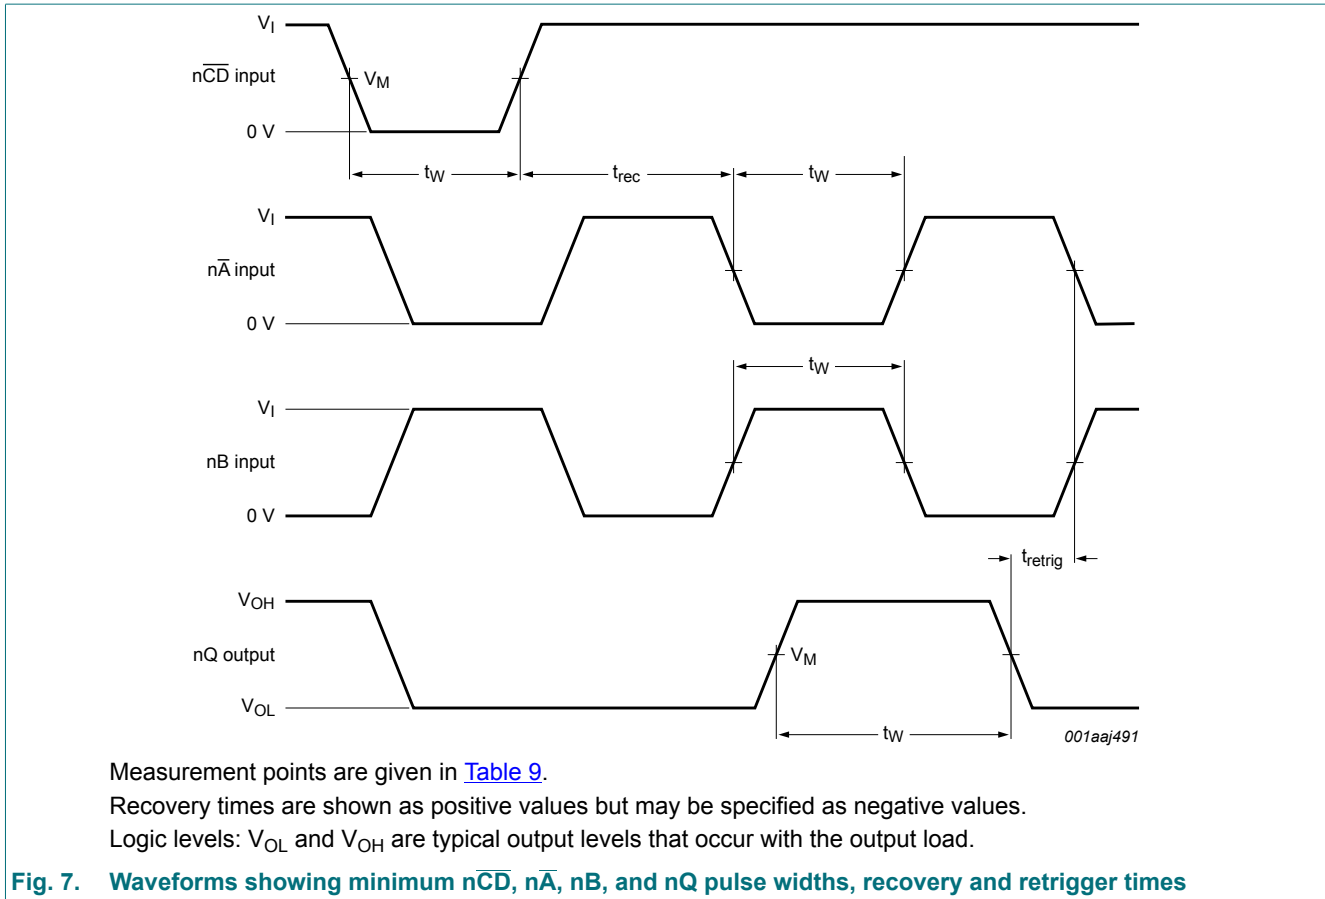 V_I
nC̅D̅ input
V_M
0 V
t_W
t_rec
t_W
V_I
nA̅ input
0 V
t_W
V_I
nB input
0 V
t_retrig
V_OH
nQ output
V_M
V_OL
t_W
001aaj491
Measurement points are given in Table 9.
Recovery times are shown as positive values but may be specified as negative values.
Logic levels: V_OL and V_OH are typical output levels that occur with the output load.
Fig. 7. Waveforms showing minimum nC̅D̅, nA̅, nB, and nQ pulse widths, recovery and retrigger times